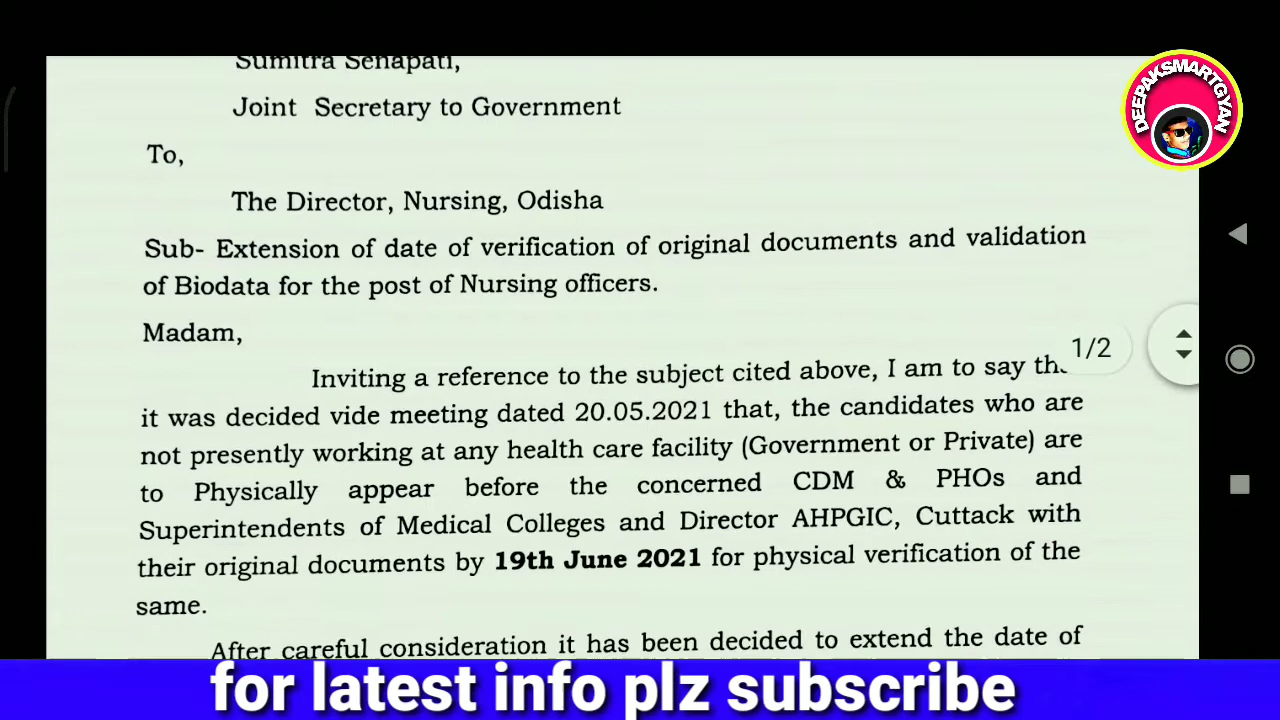 Sumitra Senapati,
Joint Secretary to Government
To,
The Director, Nursing, Odisha
Sub- Extension of date of verification of original documents and validation
of Biodata for the post of Nursing officers.
Madam,
Inviting a reference to the subject cited above, I am to say
it was decided vide meeting dated 20.05.2021 that, the candidates who are
not presently working at any health care facility (Government or Private) are
to Physically appear before the concerned CDM & PHOs and
Superintendents of Medical Colleges and Director AHPGIC, Cuttack with
their original documents by 19th June 2021 for physical verification of the
same.
After careful consideration it has been decided to extend the date of
1/2
DEEPAKSMARTGYAN
for latest info plz subscribe